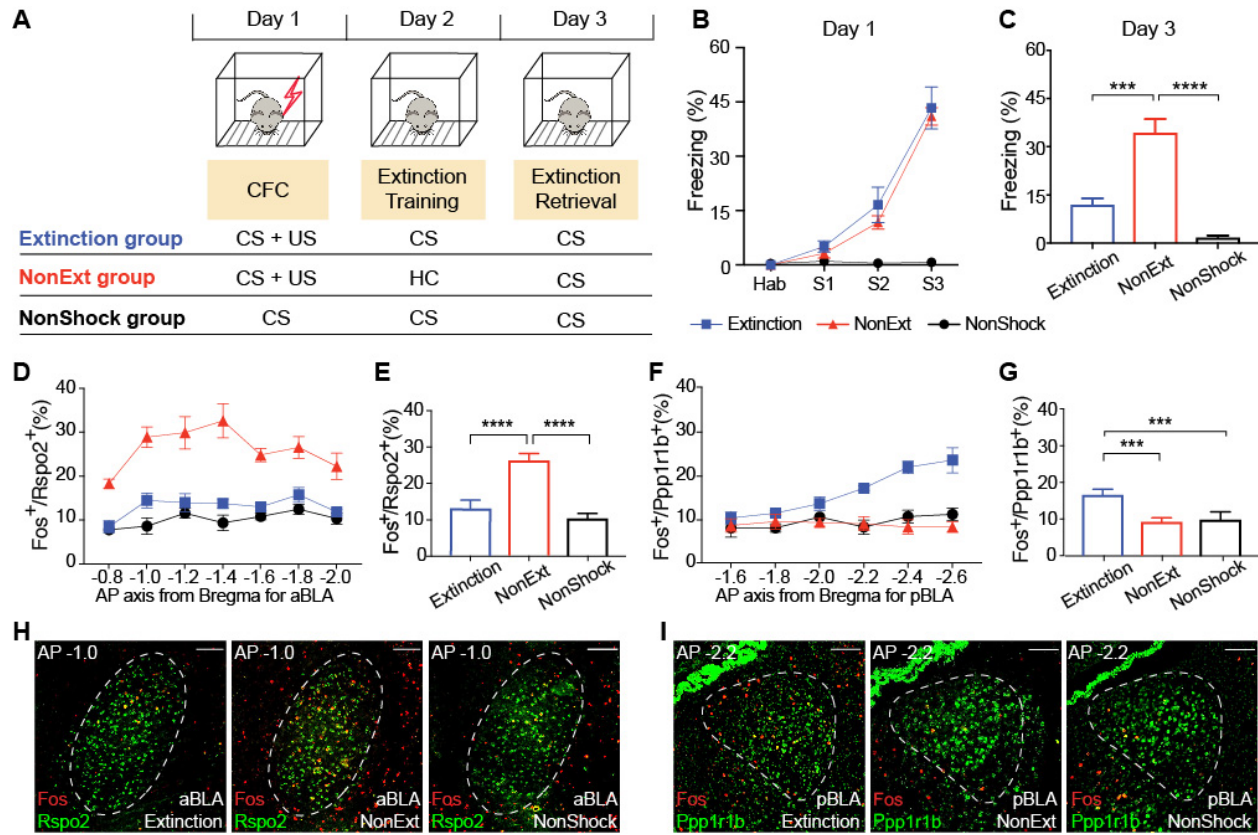 A
Day 1
Day 2
Day 3
CFC
Extinction
Training
Extinction
Retrieval
Extinction group
CS + US
CS
CS
NonExt group
CS + US
HC
CS
NonShock group
CS
CS
CS
B
Day 1
Freezing (%)
60
45
30
15
0
Hab
S1
S2
S3
Extinction
NonExt
NonShock
C
Day 3
Freezing (%)
60
45
30
15
0
***
****
Extinction
NonExt
NonShock
D
Fos+/Rspo2+(%)
40
30
20
10
0
-0.8
-1.0
-1.2
-1.4
-1.6
-1.8
-2.0
AP axis from Bregma for aBLA
E
Fos+/Rspo2+(%)
40
30
20
10
0
****
****
Extinction
NonExt
NonShock
F
Fos+/Ppp1r1b+(%)
40
30
20
10
0
-1.6
-1.8
-2.0
-2.2
-2.4
-2.6
AP axis from Bregma for pBLA
G
Fos+/Ppp1r1b+(%)
40
30
20
10
0
***
***
Extinction
NonExt
NonShock
H
AP -1.0
Fos
aBLA
Rspo2
Extinction
AP -1.0
Fos
aBLA
Rspo2
NonExt
AP -1.0
Fos
aBLA
Rspo2
NonShock
I
AP -2.2
Fos
pBLA
Ppp1r1b
Extinction
AP -2.2
Fos
pBLA
Ppp1r1b
NonExt
AP -2.2
Fos
pBLA
Ppp1r1b
NonShock